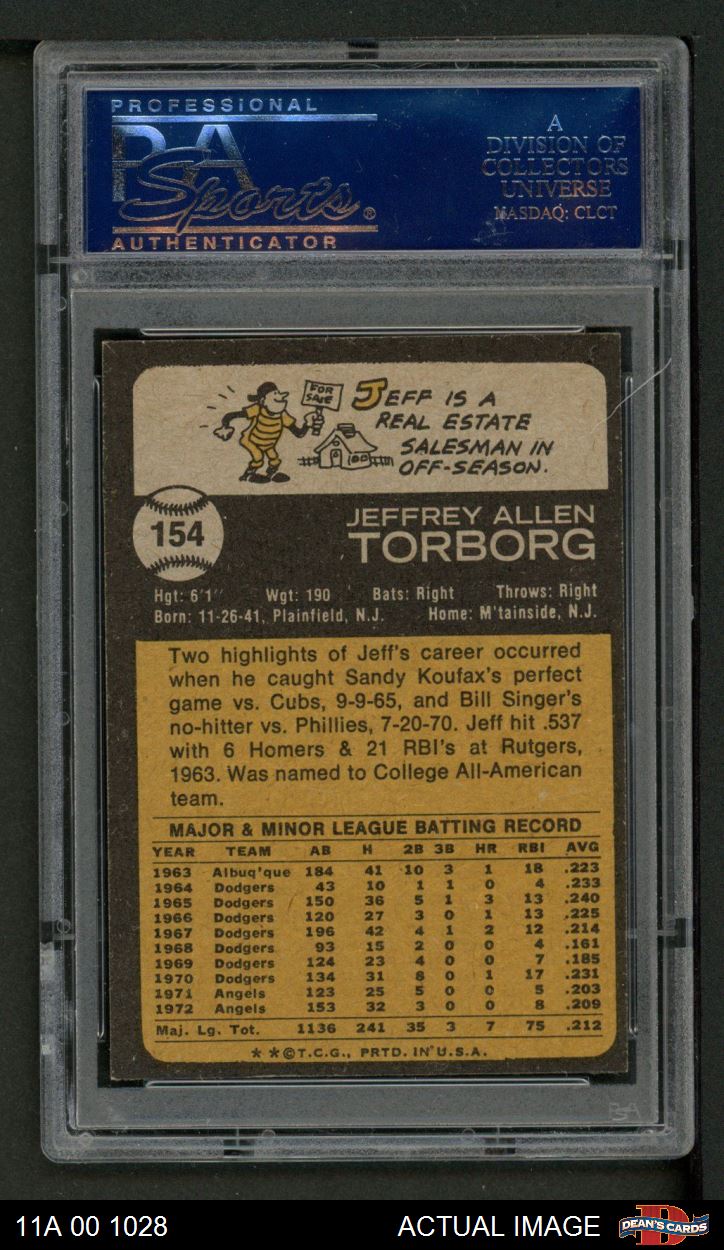 PROFESSIONAL
PSA
Sports®
AUTHENTICATOR
A
DIVISION OF
COLLECTORS
UNIVERSE
NASDAQ: CLCT
FOR
SALE
JEFF IS A
REAL ESTATE
SALESMAN IN
OFF-SEASON.
154
JEFFREY ALLEN
TORBORG
Hgt: 6'1" Wgt: 190 Bats: Right Throws: Right
Born: 11-26-41, Plainfield, N.J. Home: M'tainside, N.J.
Two highlights of Jeff's career occurred
when he caught Sandy Koufax's perfect
game vs. Cubs, 9-9-65, and Bill Singer's
no-hitter vs. Phillies, 7-20-70. Jeff hit .537
with 6 Homers & 21 RBI's at Rutgers,
1963. Was named to College All-American
team.
MAJOR & MINOR LEAGUE BATTING RECORD
YEAR TEAM AB H 2B 3B HR RBI AVG
1963 Albuq'que 184 41 10 3 1 18 .223
1964 Dodgers 43 10 1 1 0 4 .233
1965 Dodgers 150 36 5 1 3 13 .240
1966 Dodgers 120 27 3 0 1 13 .225
1967 Dodgers 196 42 4 1 2 12 .214
1968 Dodgers 93 15 2 0 0 4 .161
1969 Dodgers 124 23 4 0 0 7 .185
1970 Dodgers 134 31 8 0 1 17 .231
1971 Angels 123 25 5 0 0 5 .203
1972 Angels 153 32 3 0 0 8 .209
Maj. Lg. Tot. 1136 241 35 3 7 75 .212
* *©T.C.G., PRTD. IN U.S.A.
PSA
11A 00 1028 ACTUAL IMAGE DEAN'S CARDS